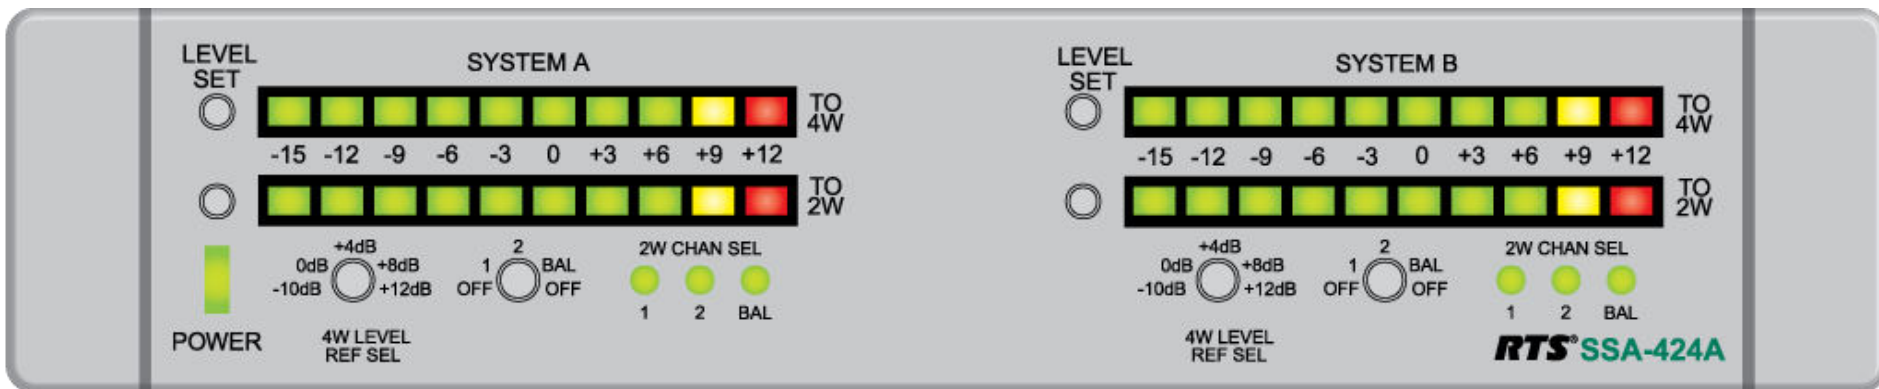 LEVEL
SET
SYSTEM A
TO
4W
-15 -12 -9 -6 -3 0 +3 +6 +9 +12
TO
2W
+4dB
0dB +8dB
-10dB +12dB
4W LEVEL
REF SEL
2
1 BAL
OFF OFF
2W CHAN SEL
1 2 BAL
POWER
LEVEL
SET
SYSTEM B
TO
4W
-15 -12 -9 -6 -3 0 +3 +6 +9 +12
TO
2W
+4dB
0dB +8dB
-10dB +12dB
4W LEVEL
REF SEL
2
1 BAL
OFF OFF
2W CHAN SEL
1 2 BAL
RTS® SSA-424A